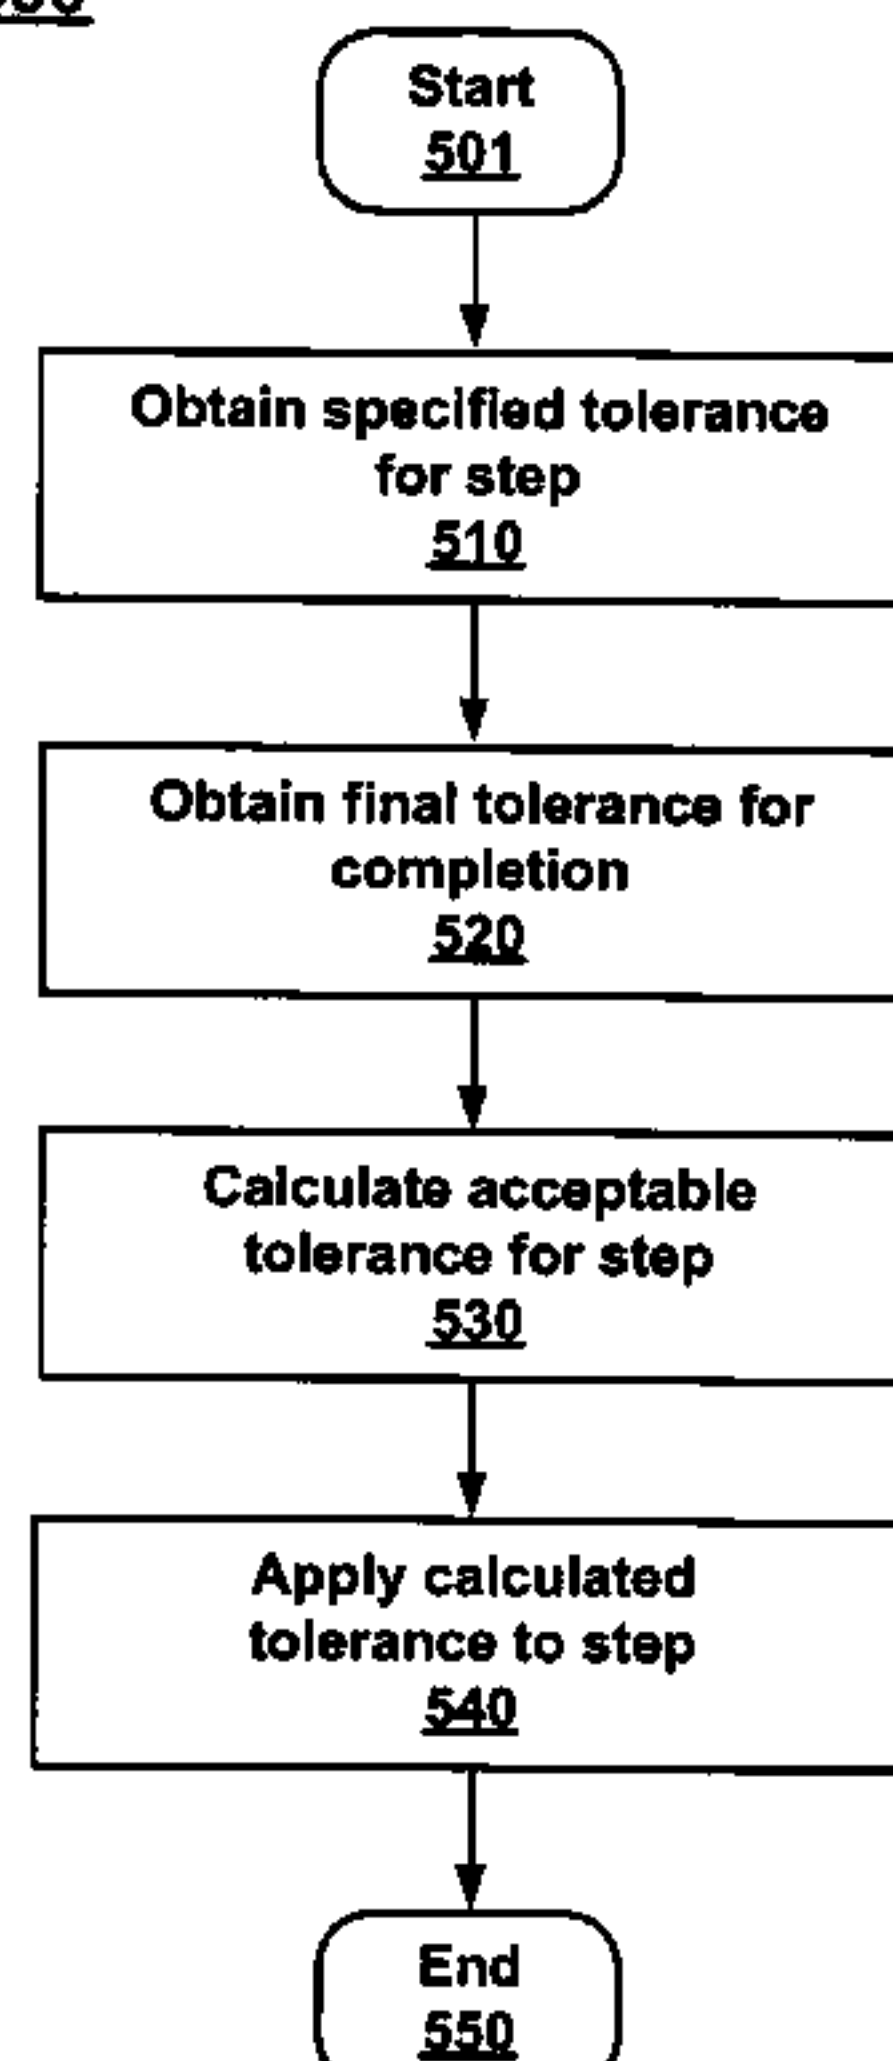 Start
501
Obtain specified tolerance
for step
510
Obtain final tolerance for
completion
520
Calculate acceptable
tolerance for step
530
Apply calculated
tolerance to step
540
End
550